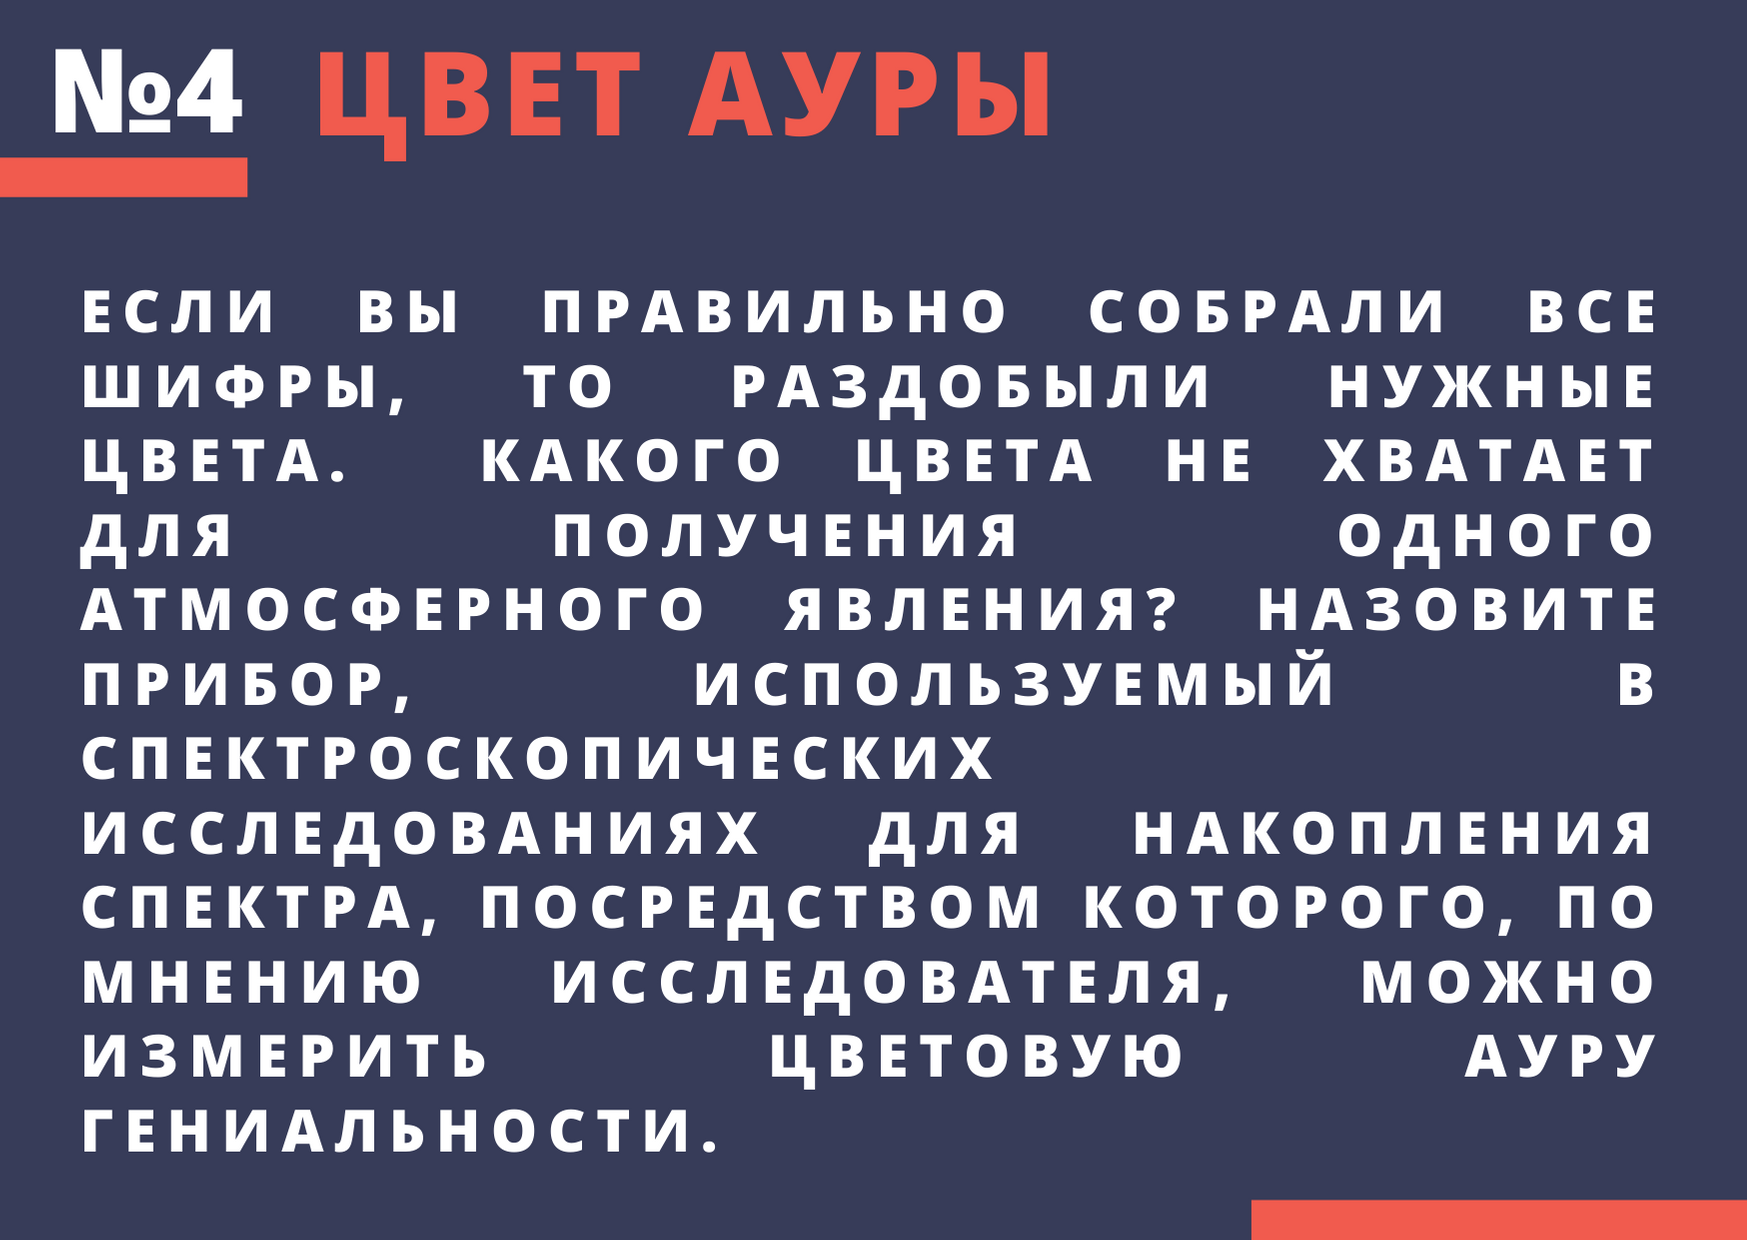 №4 ЦВЕТ АУРЫ
ЕСЛИ ВЫ ПРАВИЛЬНО СОБРАЛИ ВСЕ
ШИФРЫ, ТО РАЗДОБЫЛИ НУЖНЫЕ
ЦВЕТА. КАКОГО ЦВЕТА НЕ ХВАТАЕТ
ДЛЯ ПОЛУЧЕНИЯ ОДНОГО
АТМОСФЕРНОГО ЯВЛЕНИЯ? НАЗОВИТЕ
ПРИБОР, ИСПОЛЬЗУЕМЫЙ В
СПЕКТРОСКОПИЧЕСКИХ
ИССЛЕДОВАНИЯХ ДЛЯ НАКОПЛЕНИЯ
СПЕКТРА, ПОСРЕДСТВОМ КОТОРОГО, ПО
МНЕНИЮ ИССЛЕДОВАТЕЛЯ, МОЖНО
ИЗМЕРИТЬ ЦВЕТОВУЮ АУРУ
ГЕНИАЛЬНОСТИ.